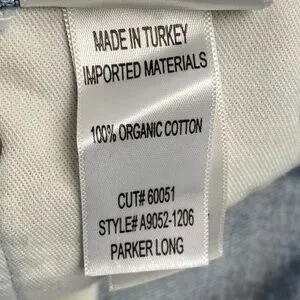 MADE IN TURKEY
IMPORTED MATERIALS
100% ORGANIC COTTON
CUT# 60051
STYLE# A9052-1206
PARKER LONG